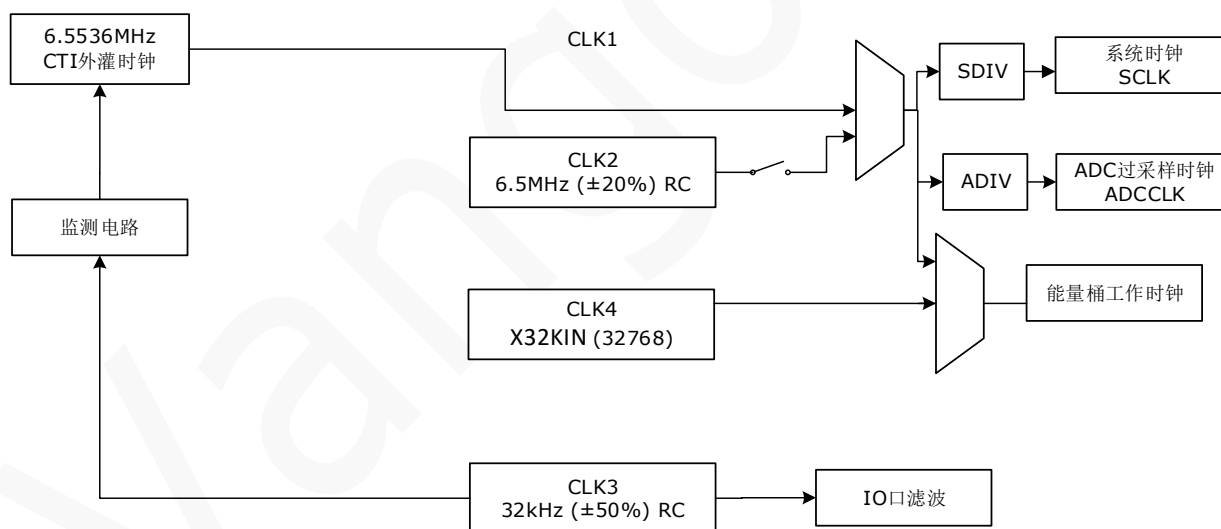 6.5536MHz
CTI外灌时钟
CLK1
SDIV
系统时钟
SCLK
CLK2
6.5MHz (±20%) RC
ADIV
ADC过采样时钟
ADCCLK
监测电路
CLK4
X32KIN (32768)
能量桶工作时钟
CLK3
32kHz (±50%) RC
IO口滤波
Vango